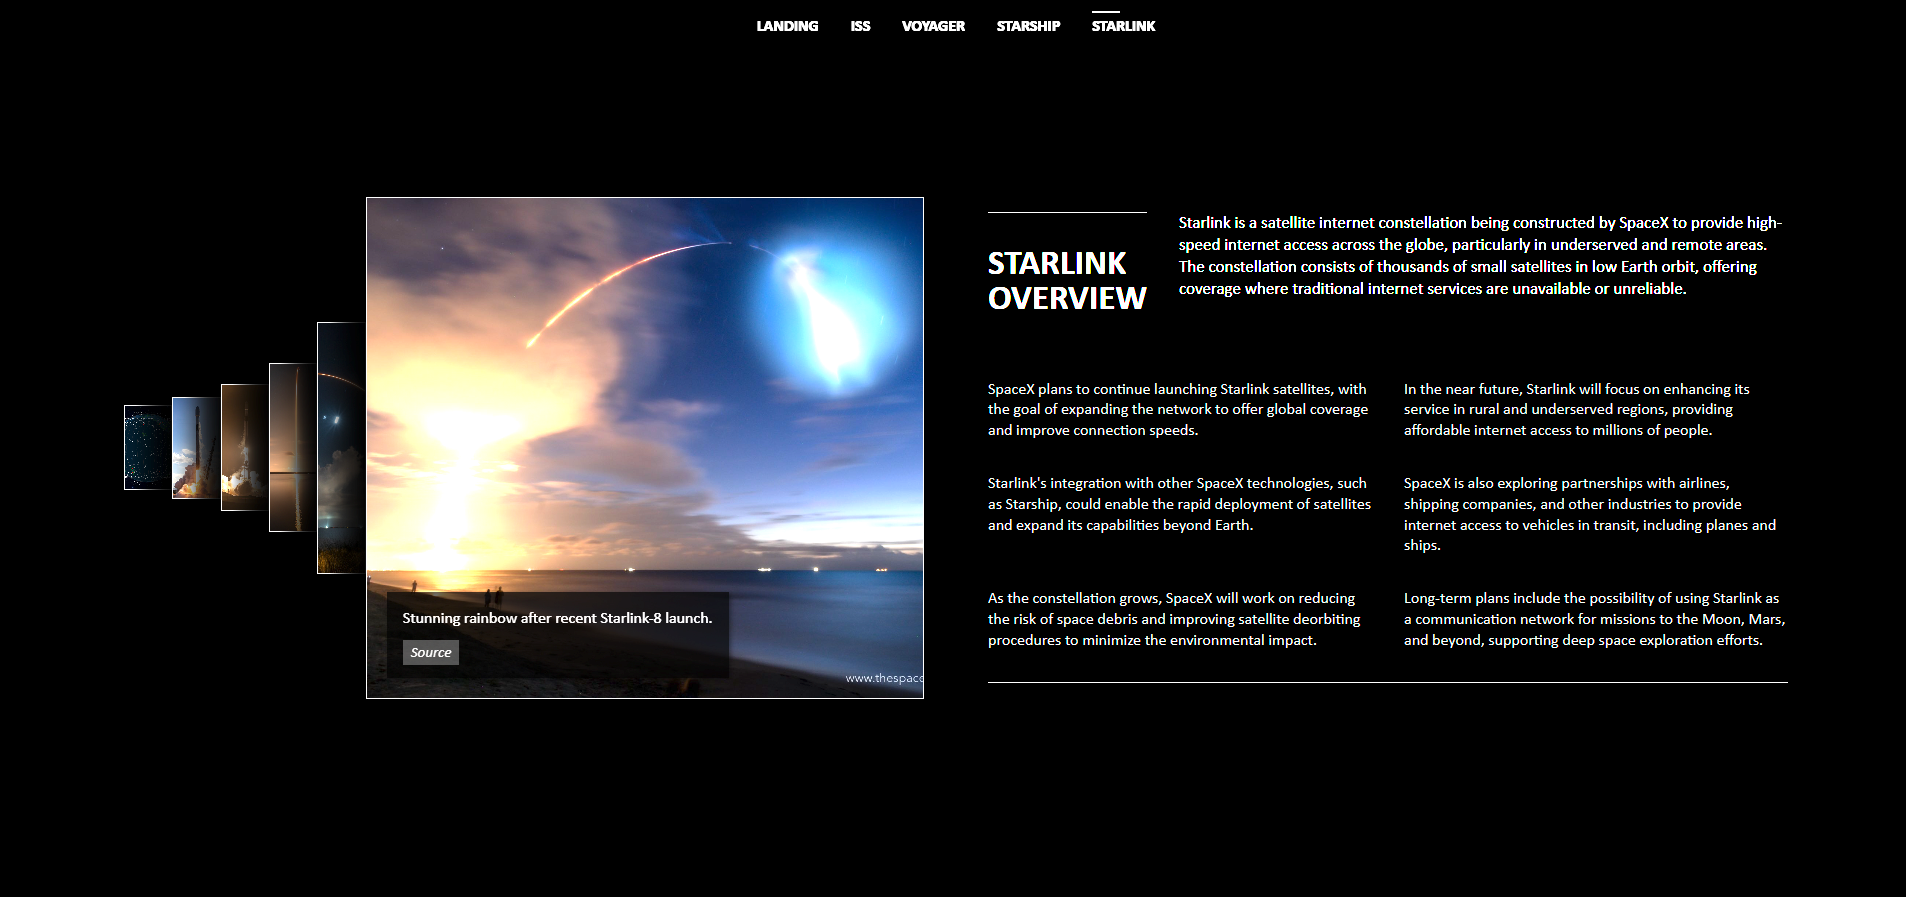 LANDING ISS VOYAGER STARSHIP STARLINK
STARLINK
OVERVIEW
Starlink is a satellite internet constellation being constructed by SpaceX to provide high-
speed internet access across the globe, particularly in underserved and remote areas.
The constellation consists of thousands of small satellites in low Earth orbit, offering
coverage where traditional internet services are unavailable or unreliable.
SpaceX plans to continue launching Starlink satellites, with
the goal of expanding the network to offer global coverage
and improve connection speeds.
In the near future, Starlink will focus on enhancing its
service in rural and underserved regions, providing
affordable internet access to millions of people.
Starlink's integration with other SpaceX technologies, such
as Starship, could enable the rapid deployment of satellites
and expand its capabilities beyond Earth.
SpaceX is also exploring partnerships with airlines,
shipping companies, and other industries to provide
internet access to vehicles in transit, including planes and
ships.
As the constellation grows, SpaceX will work on reducing
the risk of space debris and improving satellite deorbiting
procedures to minimize the environmental impact.
Long-term plans include the possibility of using Starlink as
a communication network for missions to the Moon, Mars,
and beyond, supporting deep space exploration efforts.
Stunning rainbow after recent Starlink-8 launch.
Source
www.thespace